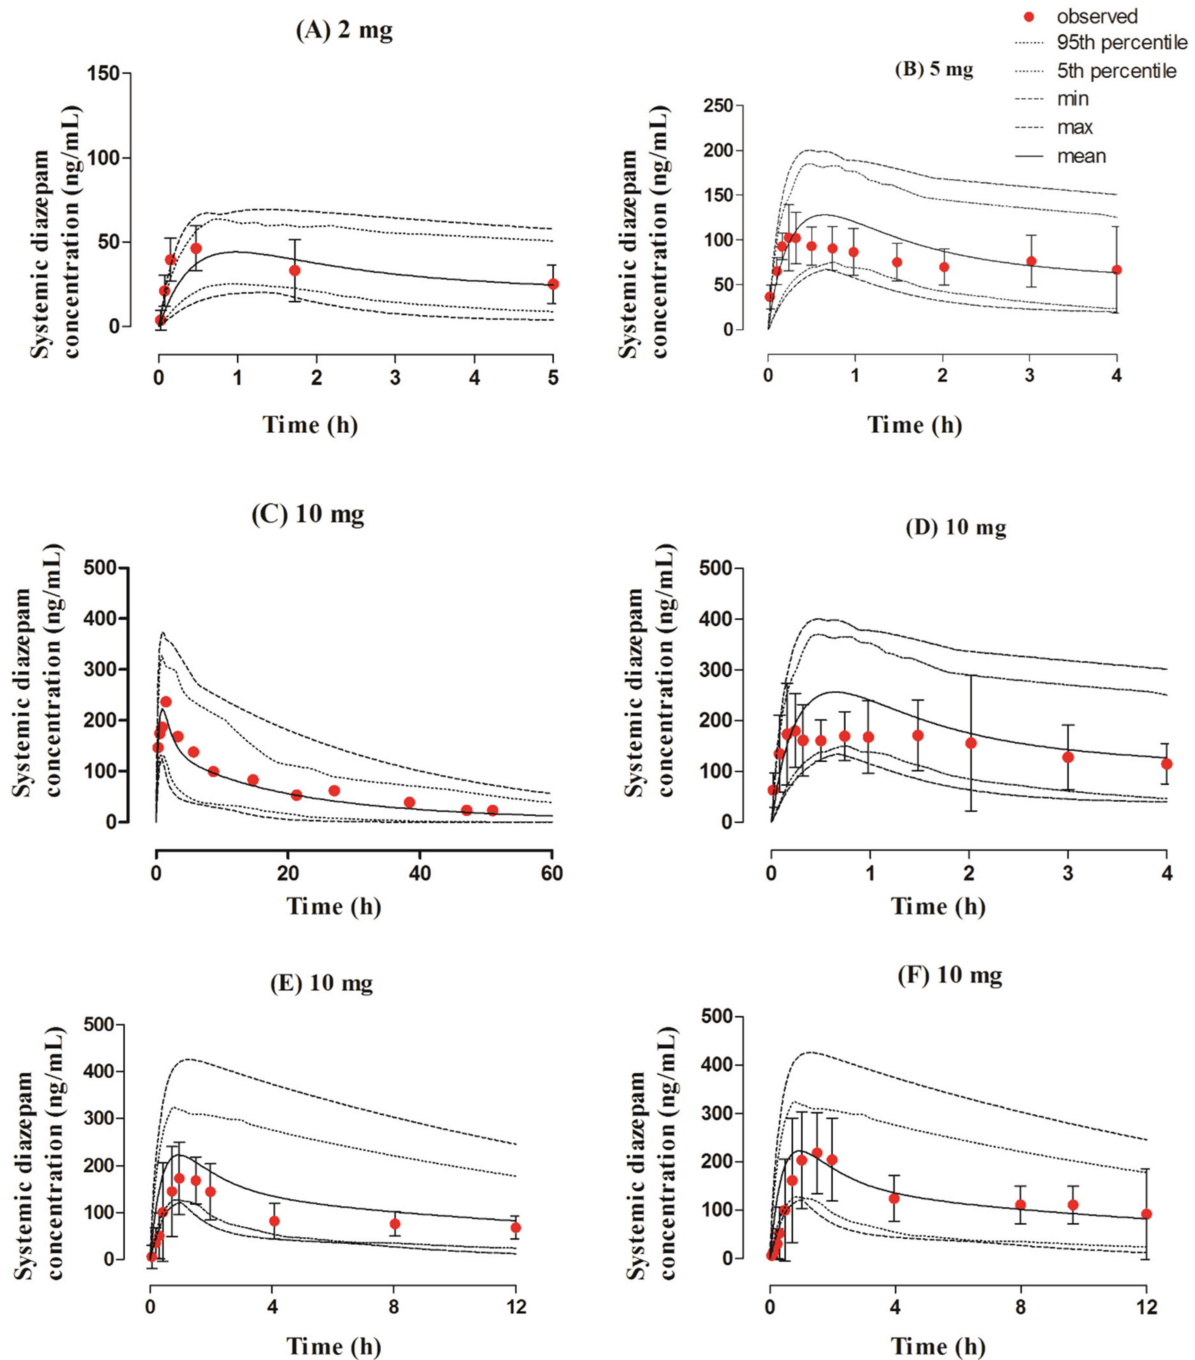 (A) 2 mg
Systemic diazepam
concentration (ng/mL)
150
100
50
0
0 1 2 3 4 5
Time (h)
observed
95th percentile
5th percentile
min
max
mean
(B) 5 mg
Systemic diazepam
concentration (ng/mL)
250
200
150
100
50
0
0 1 2 3 4
Time (h)
(C) 10 mg
Systemic diazepam
concentration (ng/mL)
500
400
300
200
100
0
0 20 40 60
Time (h)
(D) 10 mg
Systemic diazepam
concentration (ng/mL)
500
400
300
200
100
0
0 1 2 3 4
Time (h)
(E) 10 mg
Systemic diazepam
concentration (ng/mL)
500
400
300
200
100
0
0 4 8 12
Time (h)
(F) 10 mg
Systemic diazepam
concentration (ng/mL)
500
400
300
200
100
0
0 4 8 12
Time (h)